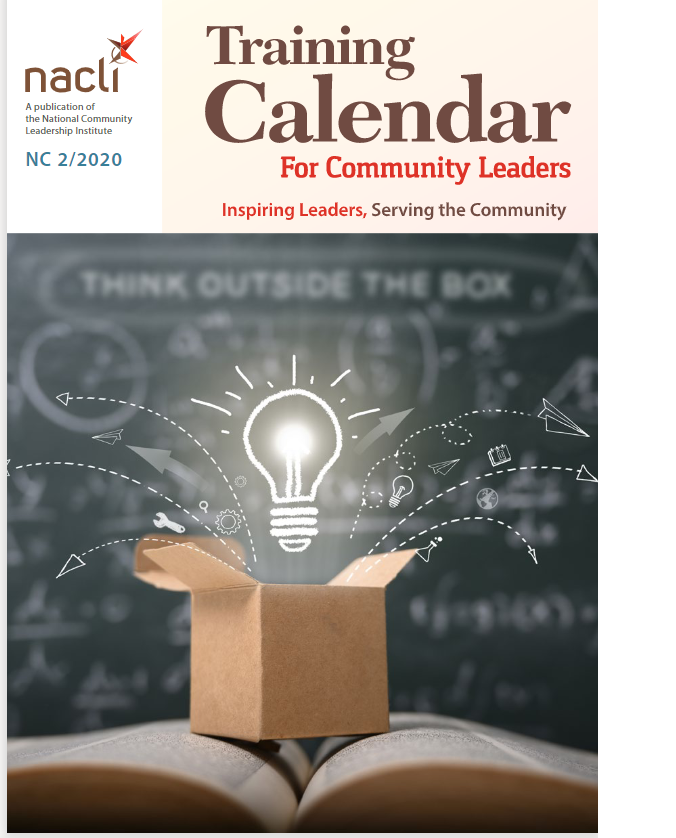 nacli
A publication of
the National Community
Leadership Institute
NC 2/2020
Training
Calendar
For Community Leaders
Inspiring Leaders, Serving the Community
THINK OUTSIDE THE BOX